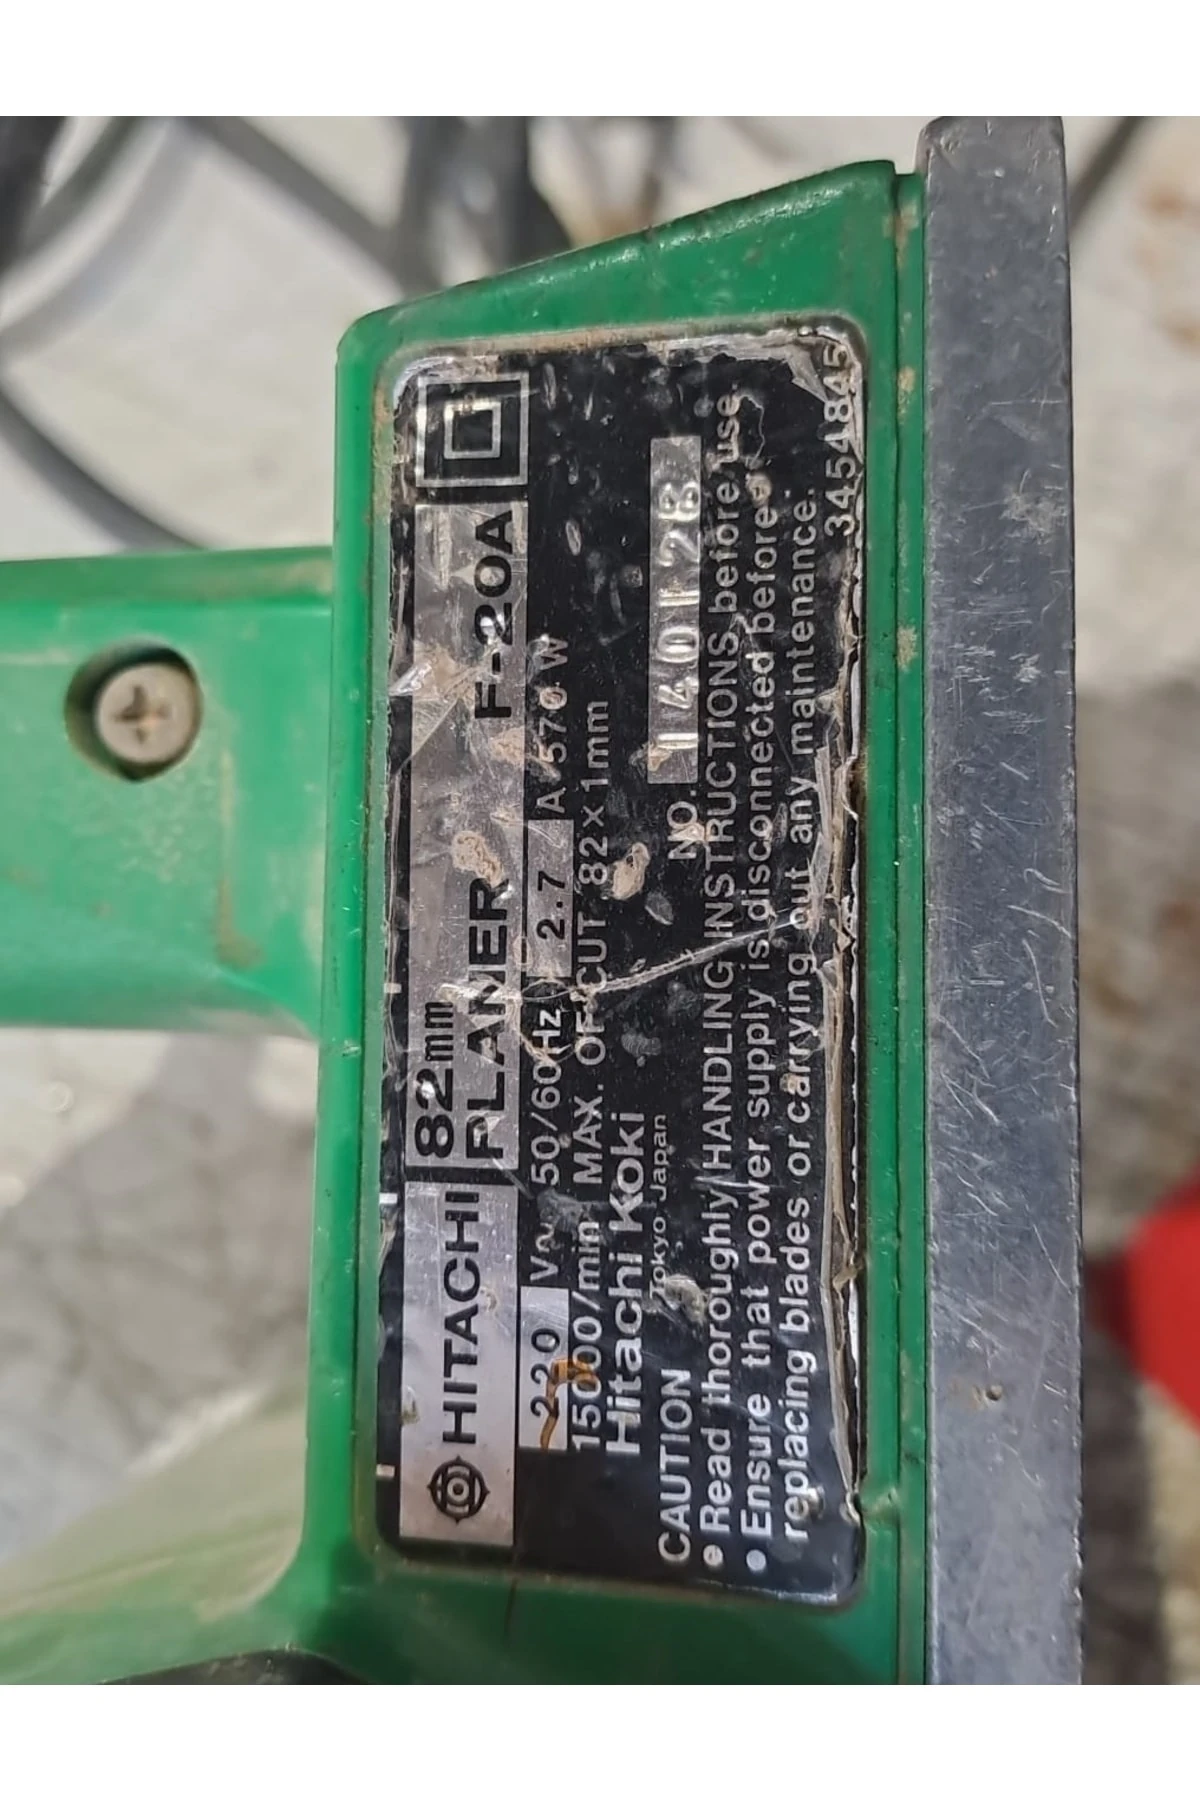 HITACHI 82mm PLANER F-20A
220 V~ 50/60Hz 2.7 A 570 W
15000/min MAX. OF CUT 82×1mm
Hitachi Koki
Tokyo Japan
NO. 140128
CAUTION
• Read thoroughly HANDLING INSTRUCTIONS before use.
• Ensure that power supply is disconnected before
replacing blades or carrying out any maintenance.
3454845